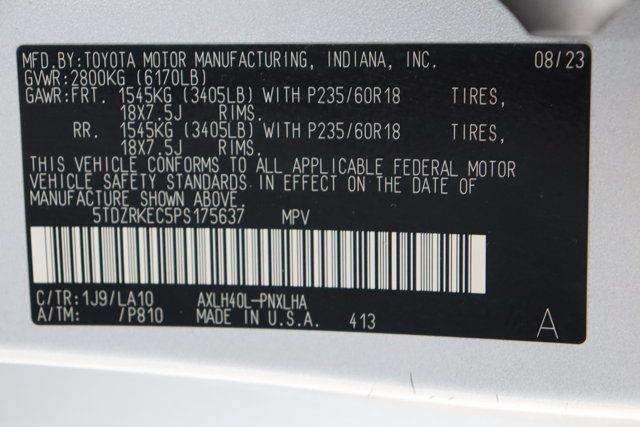 MFD.BY:TOYOTA MOTOR MANUFACTURING, INDIANA, INC. 08/23
GVWR:2800KG (6170LB)
GAWR:FRT. 1545KG (3405LB) WITH P235/60R18 TIRES,
18X7.5J RIMS.
RR. 1545KG (3405LB) WITH P235/60R18 TIRES,
18X7.5J RIMS.
THIS VEHICLE CONFORMS TO ALL APPLICABLE FEDERAL MOTOR
VEHICLE SAFETY STANDARDS IN EFFECT ON THE DATE OF
MANUFACTURE SHOWN ABOVE.
5TDZRKEC5PS175637 MPV
C/TR:1J9/LA10 AXLH40L-PNXLHA
A/TM: /P810 MADE IN U.S.A. 413 A